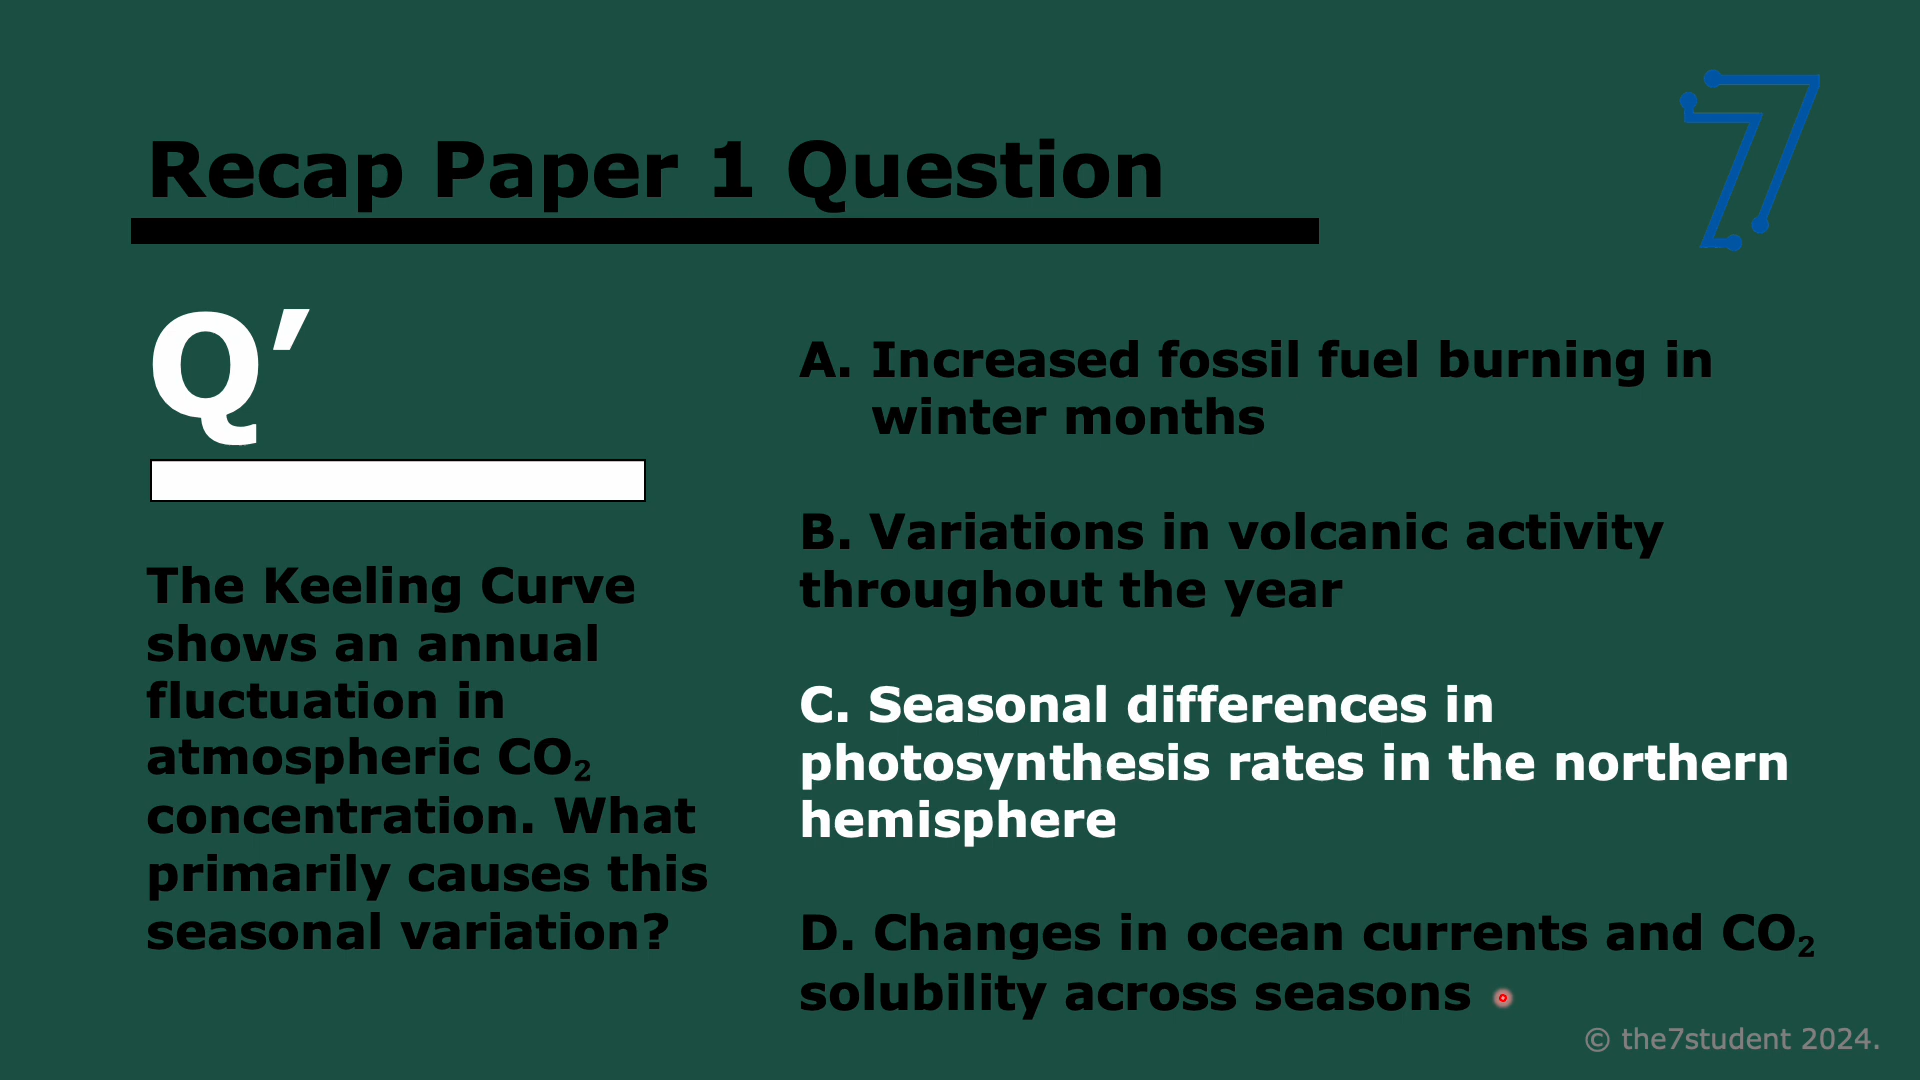 Recap Paper 1 Question
Q’
The Keeling Curve
shows an annual
fluctuation in
atmospheric CO₂
concentration. What
primarily causes this
seasonal variation?
A. Increased fossil fuel burning in
winter months
B. Variations in volcanic activity
throughout the year
C. Seasonal differences in
photosynthesis rates in the northern
hemisphere
D. Changes in ocean currents and CO₂
solubility across seasons
© the7student 2024.